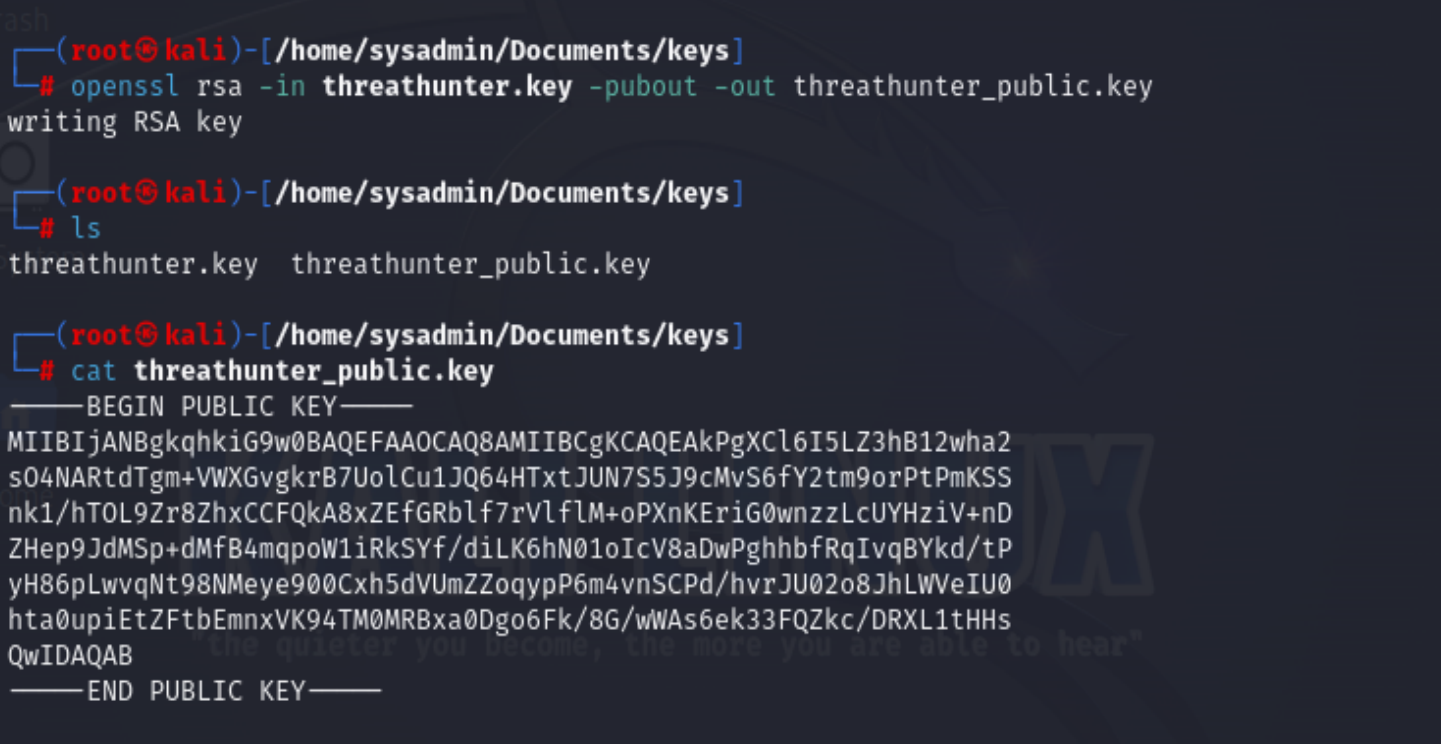 rash
┌──(root㉿kali)-[/home/sysadmin/Documents/keys]
└─# openssl rsa -in threathunter.key -pubout -out threathunter_public.key
writing RSA key
┌──(root㉿kali)-[/home/sysadmin/Documents/keys]
└─# ls
threathunter.key  threathunter_public.key
┌──(root㉿kali)-[/home/sysadmin/Documents/keys]
└─# cat threathunter_public.key
-----BEGIN PUBLIC KEY-----
MIIBIjANBgkqhkiG9w0BAQEFAAOCAQ8AMIIBCgKCAQEAkPgXCl6I5LZ3hB12wha2
sO4NARtdTgm+VWXGvgkrB7UolCu1JQ64HTxtJUN7S5J9cMvS6fY2tm9orPtPmKSS
nk1/hTOL9Zr8ZhxCCFQkA8xZEfGRblf7rVlflM+oPXnKEriG0wnzzLcUYHziV+nD
ZHep9JdMSp+dMfB4mqpoW1iRkSYf/diLK6hN01oIcV8aDwPghhbfRqIvqBYkd/tP
yH86pLwvqNt98NMeye900Cxh5dVUmZZoqypP6m4vnSCPd/hvrJU02o8JhLWVeIU0
hta0upiEtZFtbEmnxVK94TM0MRBxa0Dgo6Fk/8G/wWAs6ek33FQZkc/DRXL1tHHs
"the quieter you become, the more you are able to hear"
QwIDAQAB
-----END PUBLIC KEY-----